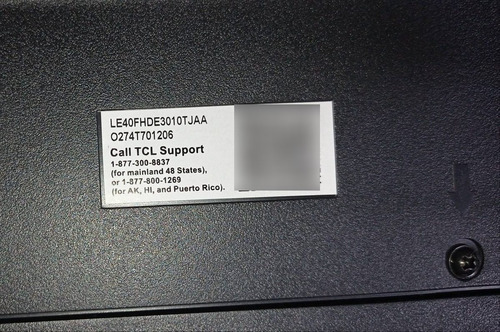 LE40FHDE3010TJAA
O274T701206
Call TCL Support
1-877-300-8837
(for mainland 48 States),
or 1-877-800-1269
(for AK, HI, and Puerto Rico).